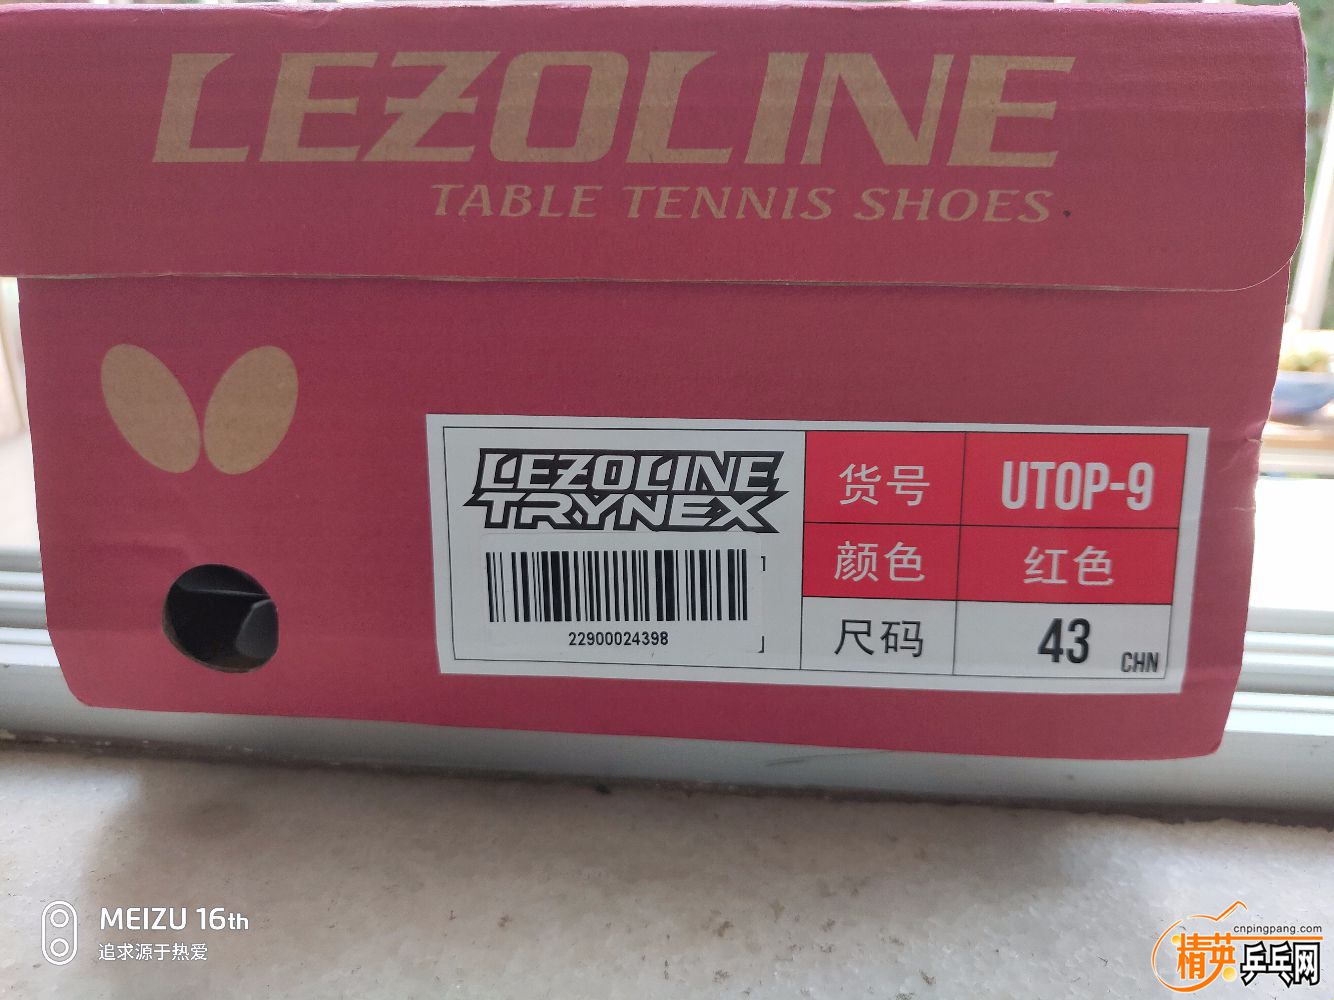 LEZOLINE
TABLE TENNIS SHOES
LEZOLINE
TRYNEX
22900024398
货号 UTOP-9
颜色 红色
尺码 43 CHN
MEIZU 16th
追求源于热爱
cnpingpang.com
精英乒乓网